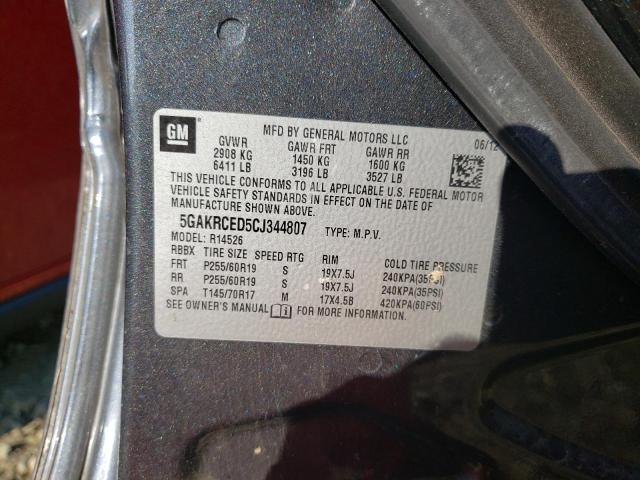 GM
MFD BY GENERAL MOTORS LLC 06/12
GVWR GAWR FRT GAWR RR
2908 KG 1450 KG 1600 KG
6411 LB 3196 LB 3527 LB
THIS VEHICLE CONFORMS TO ALL APPLICABLE U.S. FEDERAL MOTOR
VEHICLE SAFETY STANDARDS IN EFFECT ON THE DATE OF
MANUFACTURE SHOWN ABOVE.
5GAKRCED5CJ344807 TYPE: M.P.V.
MODEL: R14526
RBBX TIRE SIZE SPEED RTG RIM COLD TIRE PRESSURE
FRT P255/60R19 S 19X7.5J 240KPA(35PSI)
RR P255/60R19 S 19X7.5J 240KPA(35PSI)
SPA T145/70R17 M 17X4.5B 420KPA(60PSI)
SEE OWNER'S MANUAL FOR MORE INFORMATION.